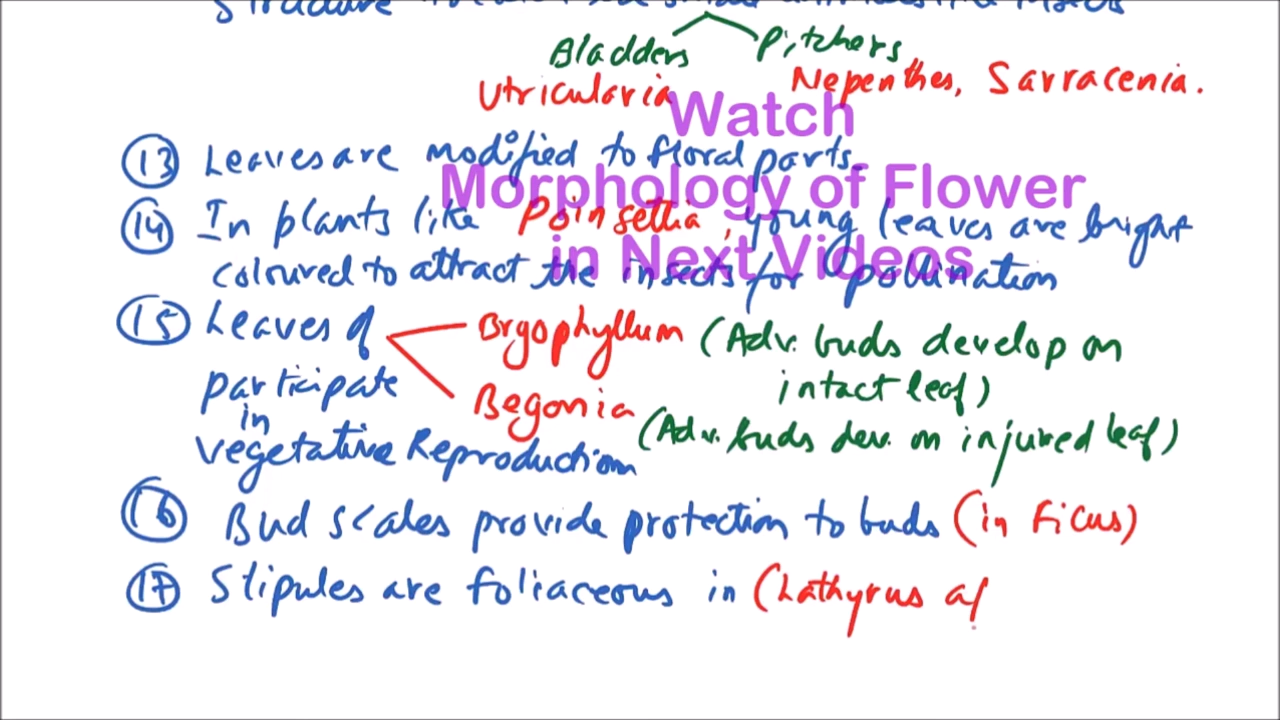 Bladders pitchers
Utricularia Nepenthes, Sarracenia.
Watch
13 Leaves are modified to floral parts.
Morphology of Flower
14 In plants like Poinsettia, young leaves are bright
in Next Videos
coloured to attract the insects for pollination
15 Leaves of Brgophyllum (Adv. buds develop on
intact leaf)
participate Begonia
in (Adv. buds dev. on injured leaf)
vegetative Reproduction
16 Bud scales provide protection to buds (in Ficus)
17 Stipules are foliaceous in (Lathyrus af